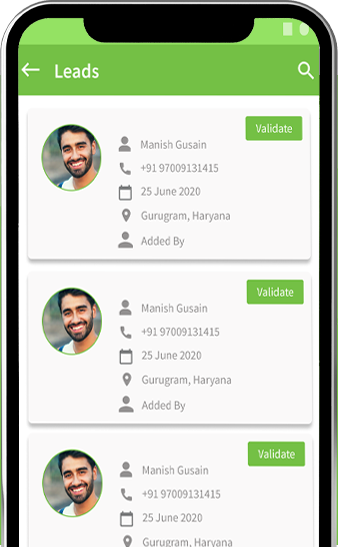 Leads
Validate
Manish Gusain
+91 97009131415
25 June 2020
Gurugram, Haryana
Added By
Validate
Manish Gusain
+91 97009131415
25 June 2020
Gurugram, Haryana
Added By
Validate
Manish Gusain
+91 97009131415
25 June 2020
Gurugram, Haryana